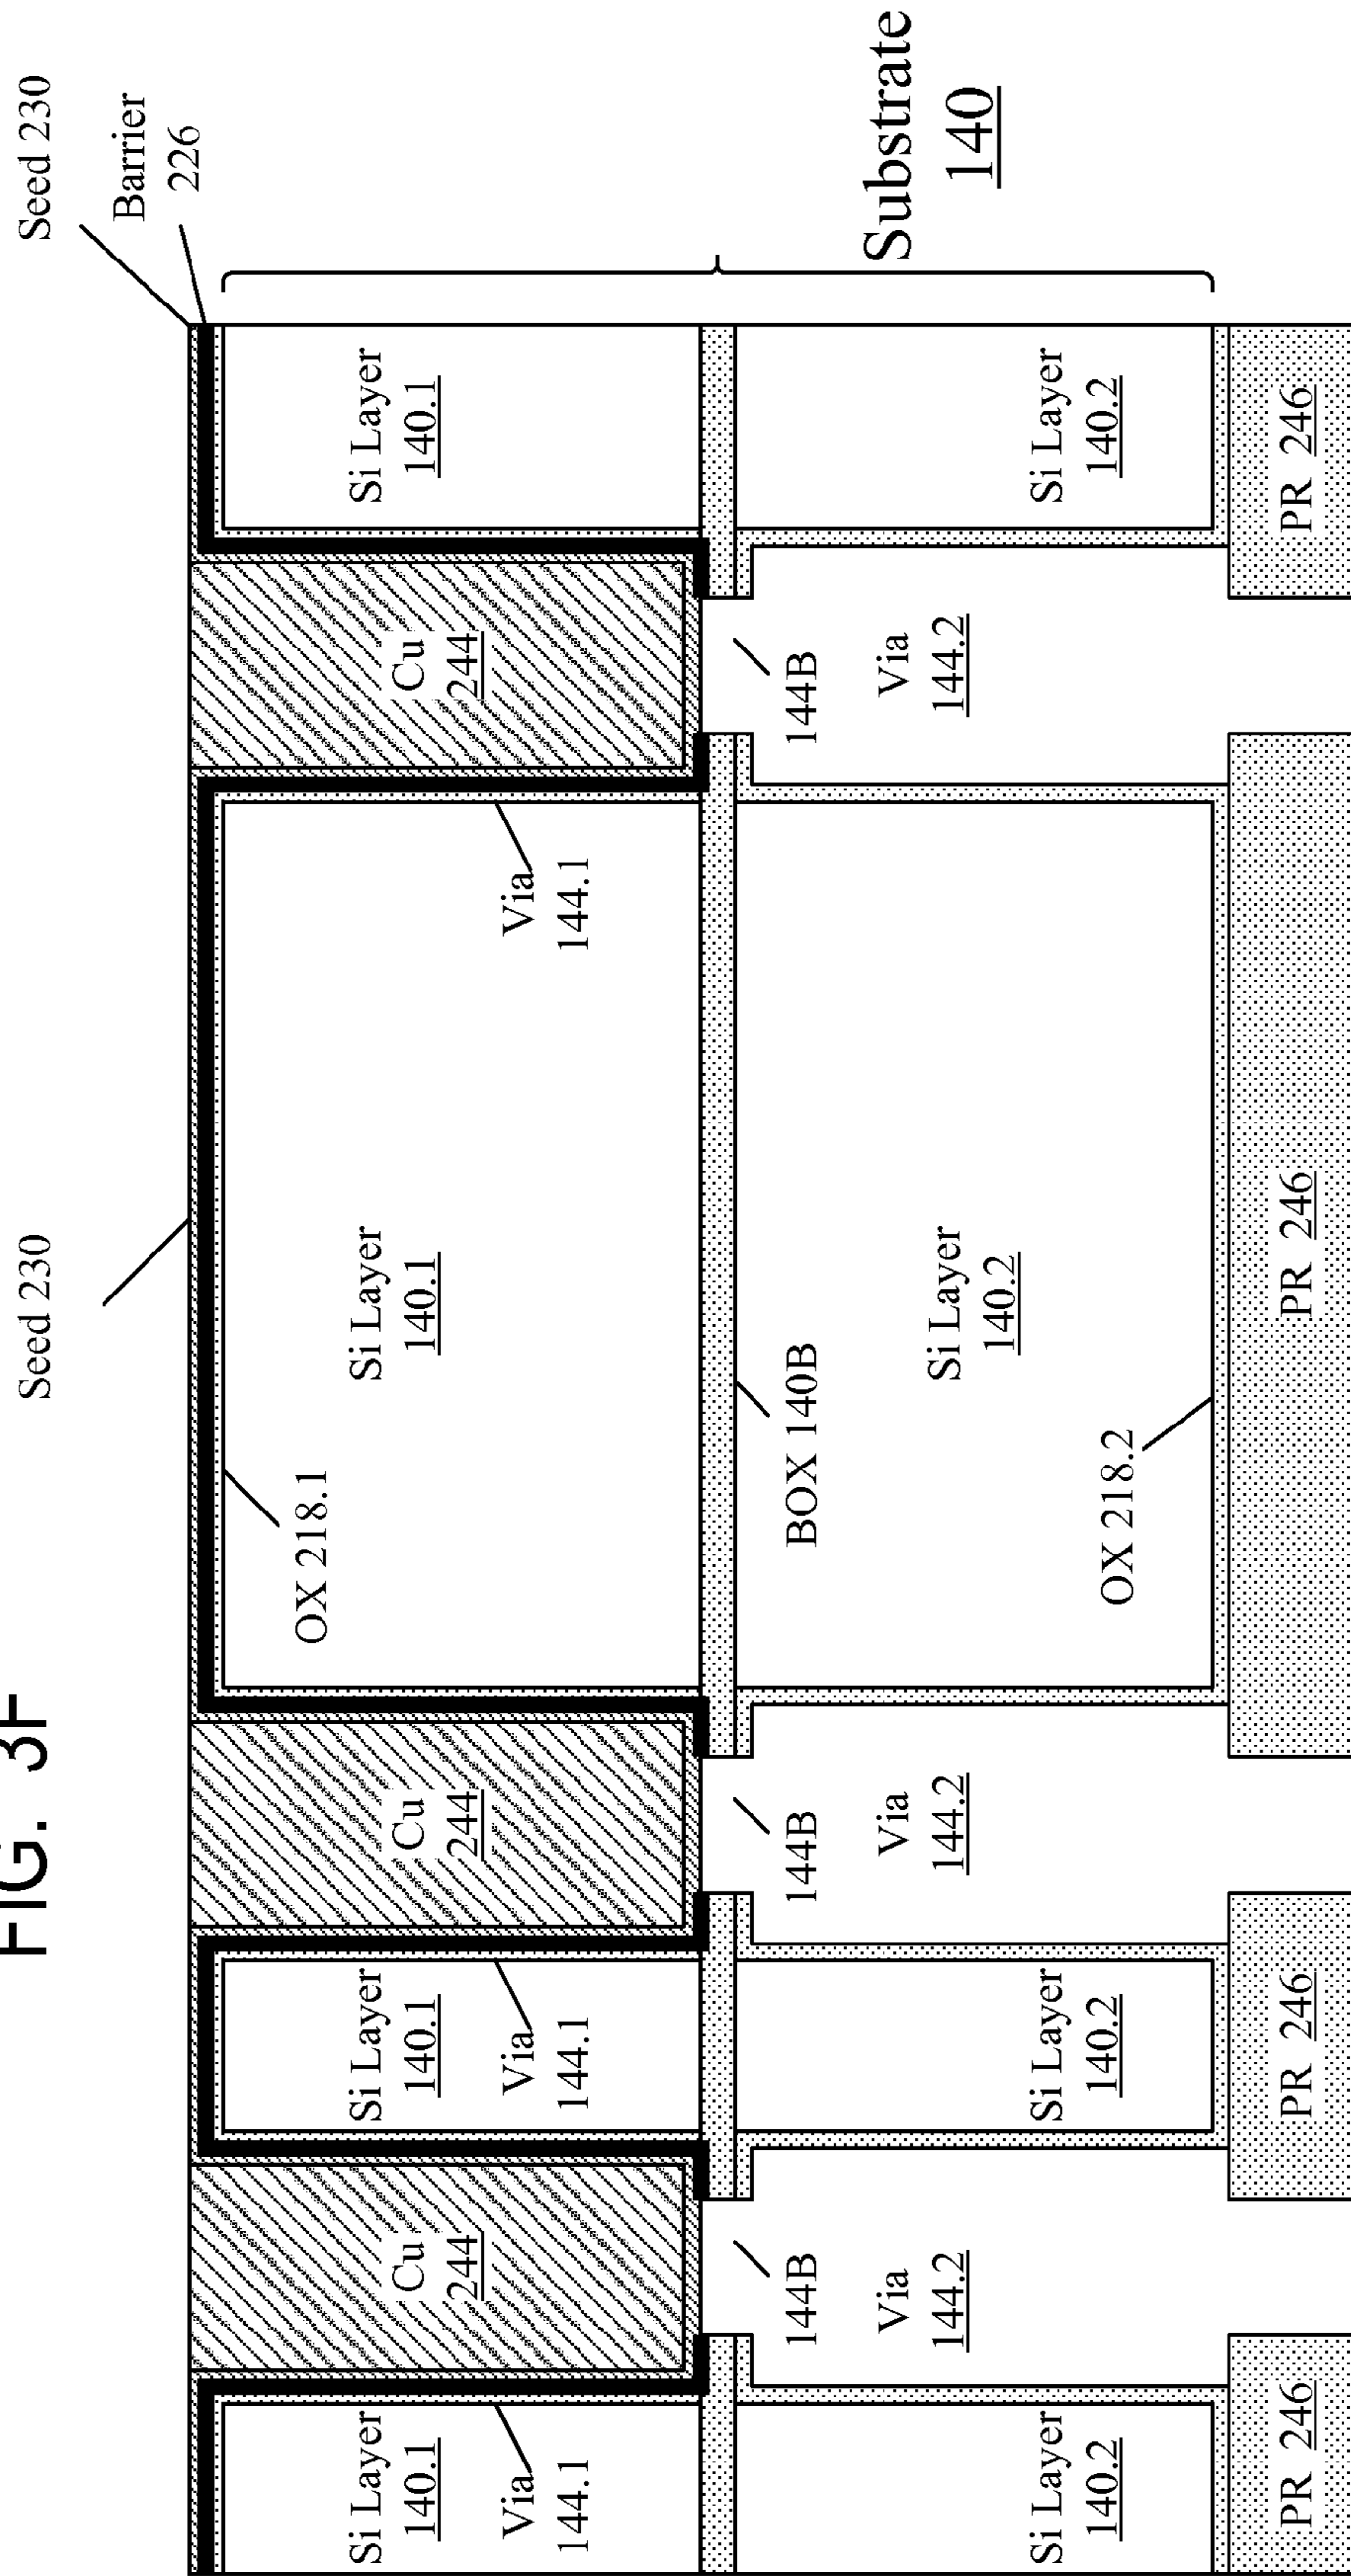 FIG. 3F
Seed 230
Seed 230
Barrier
226
OX 218.1
Si Layer
140.1
Si Layer
140.1
Si Layer
140.1
Si Layer
140.1
Cu
244
Cu
244
Cu
244
Via
144.1
Via
144.1
Via
144.1
144B
144B
BOX 140B
144B
Via
144.2
Via
144.2
Via
144.2
Substrate
140
Si Layer
140.2
Si Layer
140.2
Si Layer
140.2
Si Layer
140.2
OX 218.2
PR 246
PR 246
PR 246
PR 246